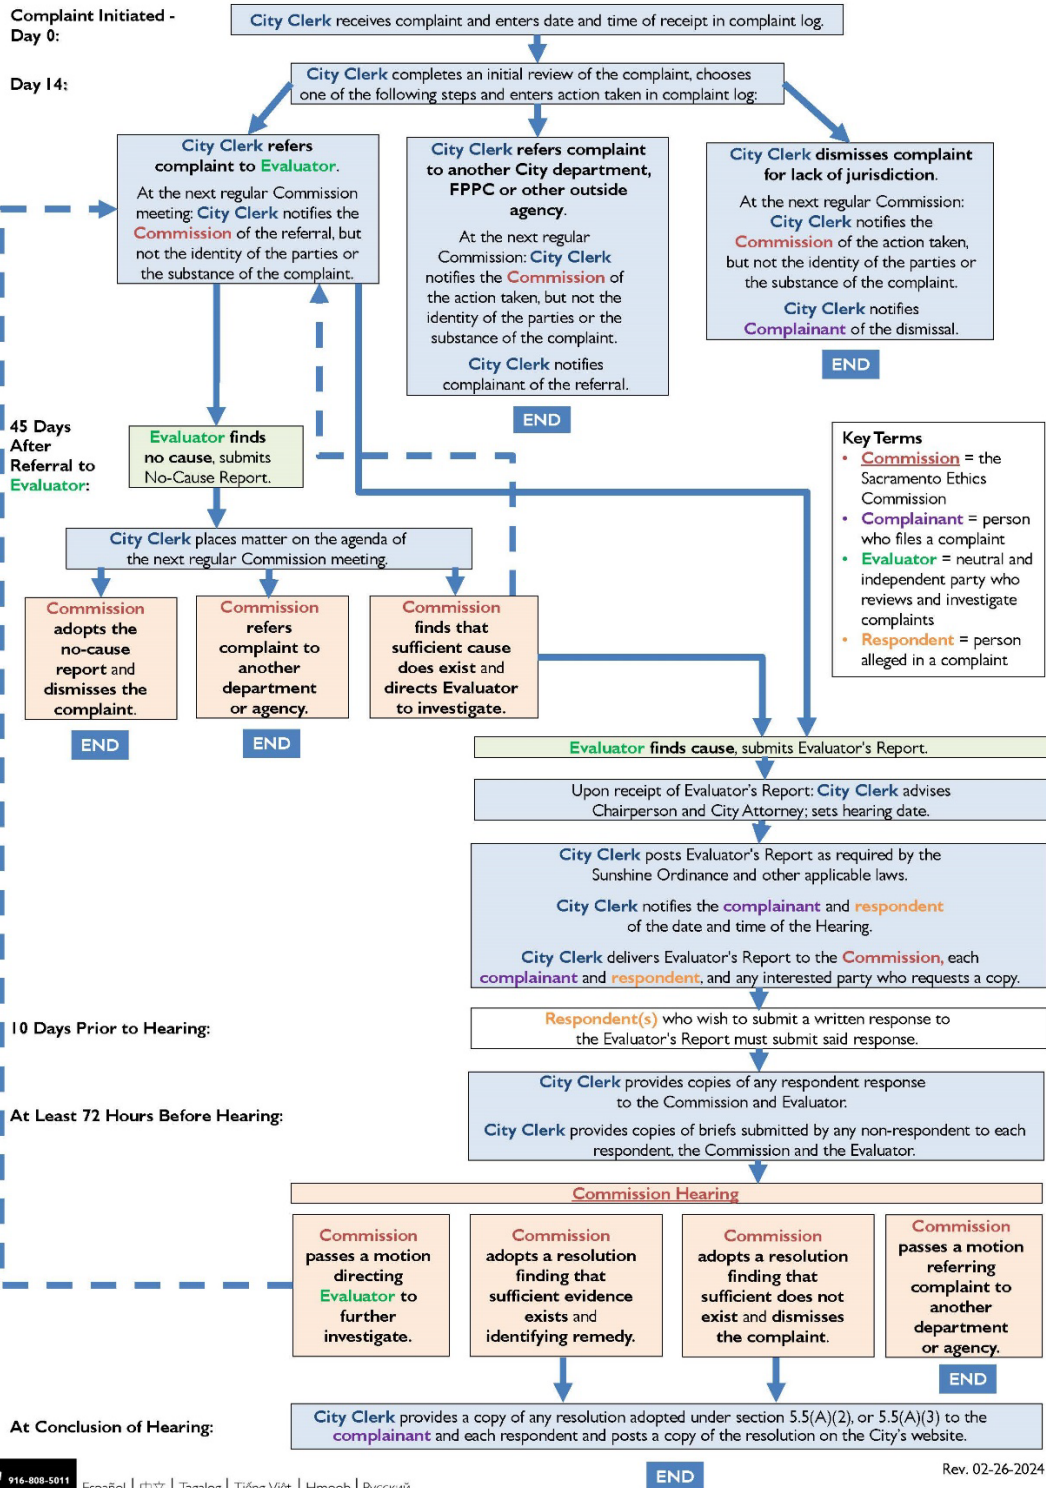 Complaint Initiated -
Day 0:
City Clerk receives complaint and enters date and time of receipt in complaint log.
Day 14:
City Clerk completes an initial review of the complaint, chooses
one of the following steps and enters action taken in complaint log:
City Clerk refers
complaint to Evaluator.
At the next regular Commission
meeting: City Clerk notifies the
Commission of the referral, but
not the identity of the parties or
the substance of the complaint.
City Clerk refers complaint
to another City department,
FPPC or other outside
agency.
At the next regular
Commission: City Clerk
notifies the Commission of
the action taken, but not the
identity of the parties or the
substance of the complaint.
City Clerk notifies
complainant of the referral.
END
City Clerk dismisses complaint
for lack of jurisdiction.
At the next regular Commission:
City Clerk notifies the
Commission of the action taken,
but not the identity of the parties or
the substance of the complaint.
City Clerk notifies
Complainant of the dismissal.
END
45 Days
After
Referral to
Evaluator:
Evaluator finds
no cause, submits
No-Cause Report.
City Clerk places matter on the agenda of
the next regular Commission meeting.
Commission
adopts the
no-cause
report and
dismisses the
complaint.
END
Commission
refers
complaint to
another
department
or agency.
END
Commission
finds that
sufficient cause
does exist and
directs Evaluator
to investigate.
Key Terms
• Commission = the
Sacramento Ethics
Commission
• Complainant = person
who files a complaint
• Evaluator = neutral and
independent party who
reviews and investigate
complaints
• Respondent = person
alleged in a complaint
Evaluator finds cause, submits Evaluator's Report.
Upon receipt of Evaluator's Report: City Clerk advises
Chairperson and City Attorney; sets hearing date.
City Clerk posts Evaluator's Report as required by the
Sunshine Ordinance and other applicable laws.
City Clerk notifies the complainant and respondent
of the date and time of the Hearing.
City Clerk delivers Evaluator's Report to the Commission, each
complainant and respondent, and any interested party who requests a copy.
10 Days Prior to Hearing:
Respondent(s) who wish to submit a written response to
the Evaluator's Report must submit said response.
At Least 72 Hours Before Hearing:
City Clerk provides copies of any respondent response
to the Commission and Evaluator.
City Clerk provides copies of briefs submitted by any non-respondent to each
respondent, the Commission and the Evaluator.
Commission Hearing
Commission
passes a motion
directing
Evaluator to
further
investigate.
Commission
adopts a resolution
finding that
sufficient evidence
exists and
identifying remedy.
Commission
adopts a resolution
finding that
sufficient does not
exist and dismisses
the complaint.
Commission
passes a motion
referring
complaint to
another
department
or agency.
END
At Conclusion of Hearing:
City Clerk provides a copy of any resolution adopted under section 5.5(A)(2), or 5.5(A)(3) to the
complainant and each respondent and posts a copy of the resolution on the City's website.
END
Rev. 02-26-2024
916-808-5011
Español | 中文 | Tagalog | Tiếng Việt | Hmoob | Русский